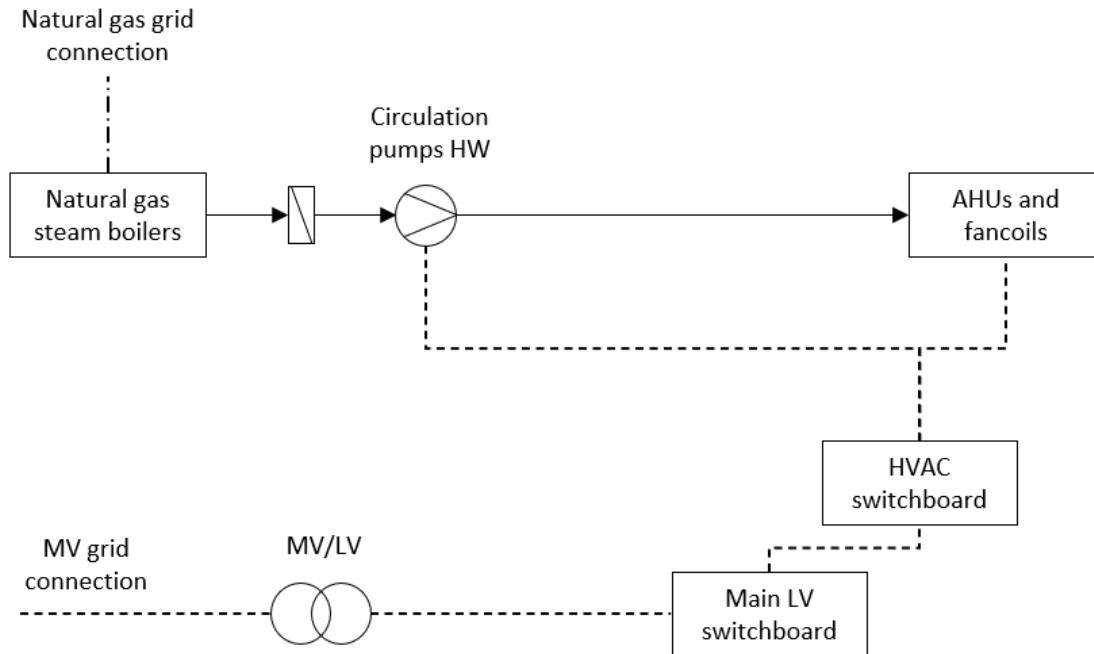 Natural gas grid
connection
Circulation
pumps HW
Natural gas
steam boilers
AHUs and
fancoils
HVAC
switchboard
MV grid
connection
MV/LV
Main LV
switchboard